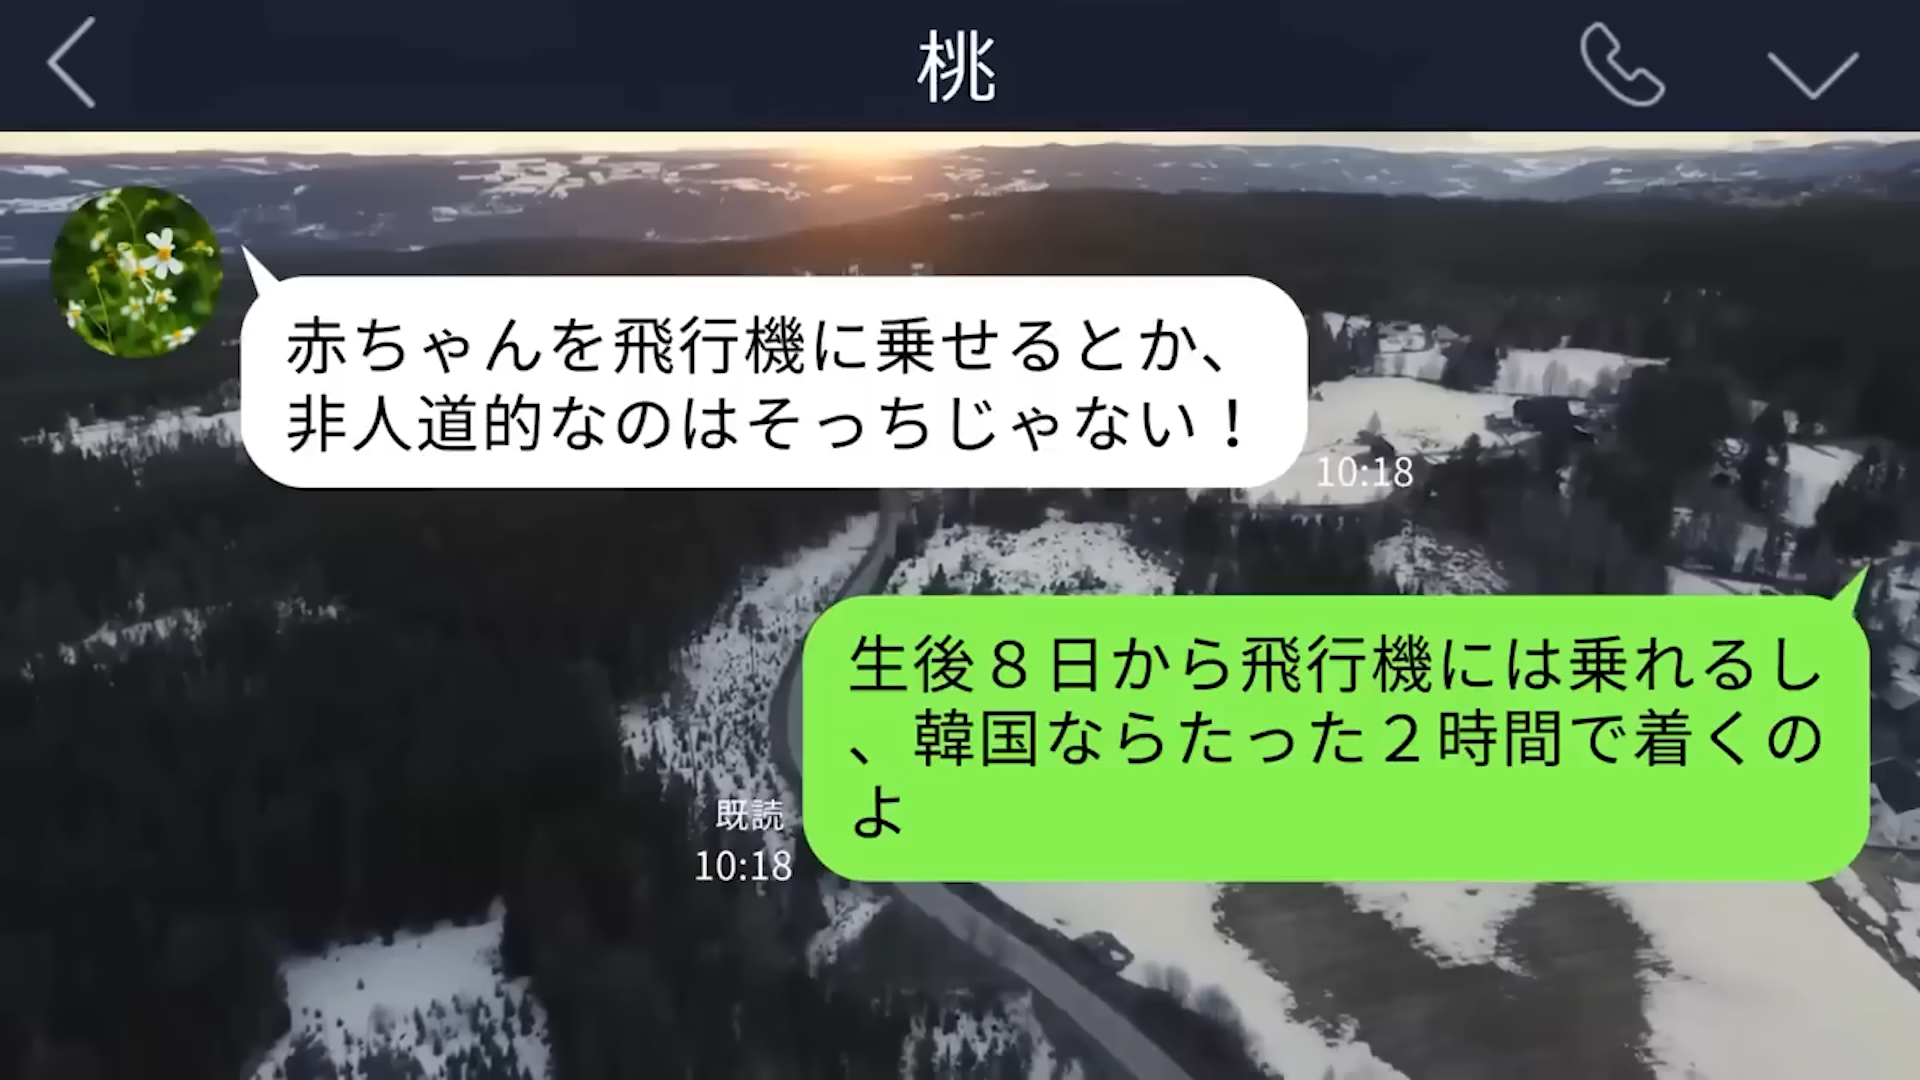 桃
赤ちゃんを飛行機に乗せるとか、
非人道的なのはそっちじゃない！
10:18
生後８日から飛行機には乗れるし
、韓国ならたった２時間で着くの
よ
既読
10:18